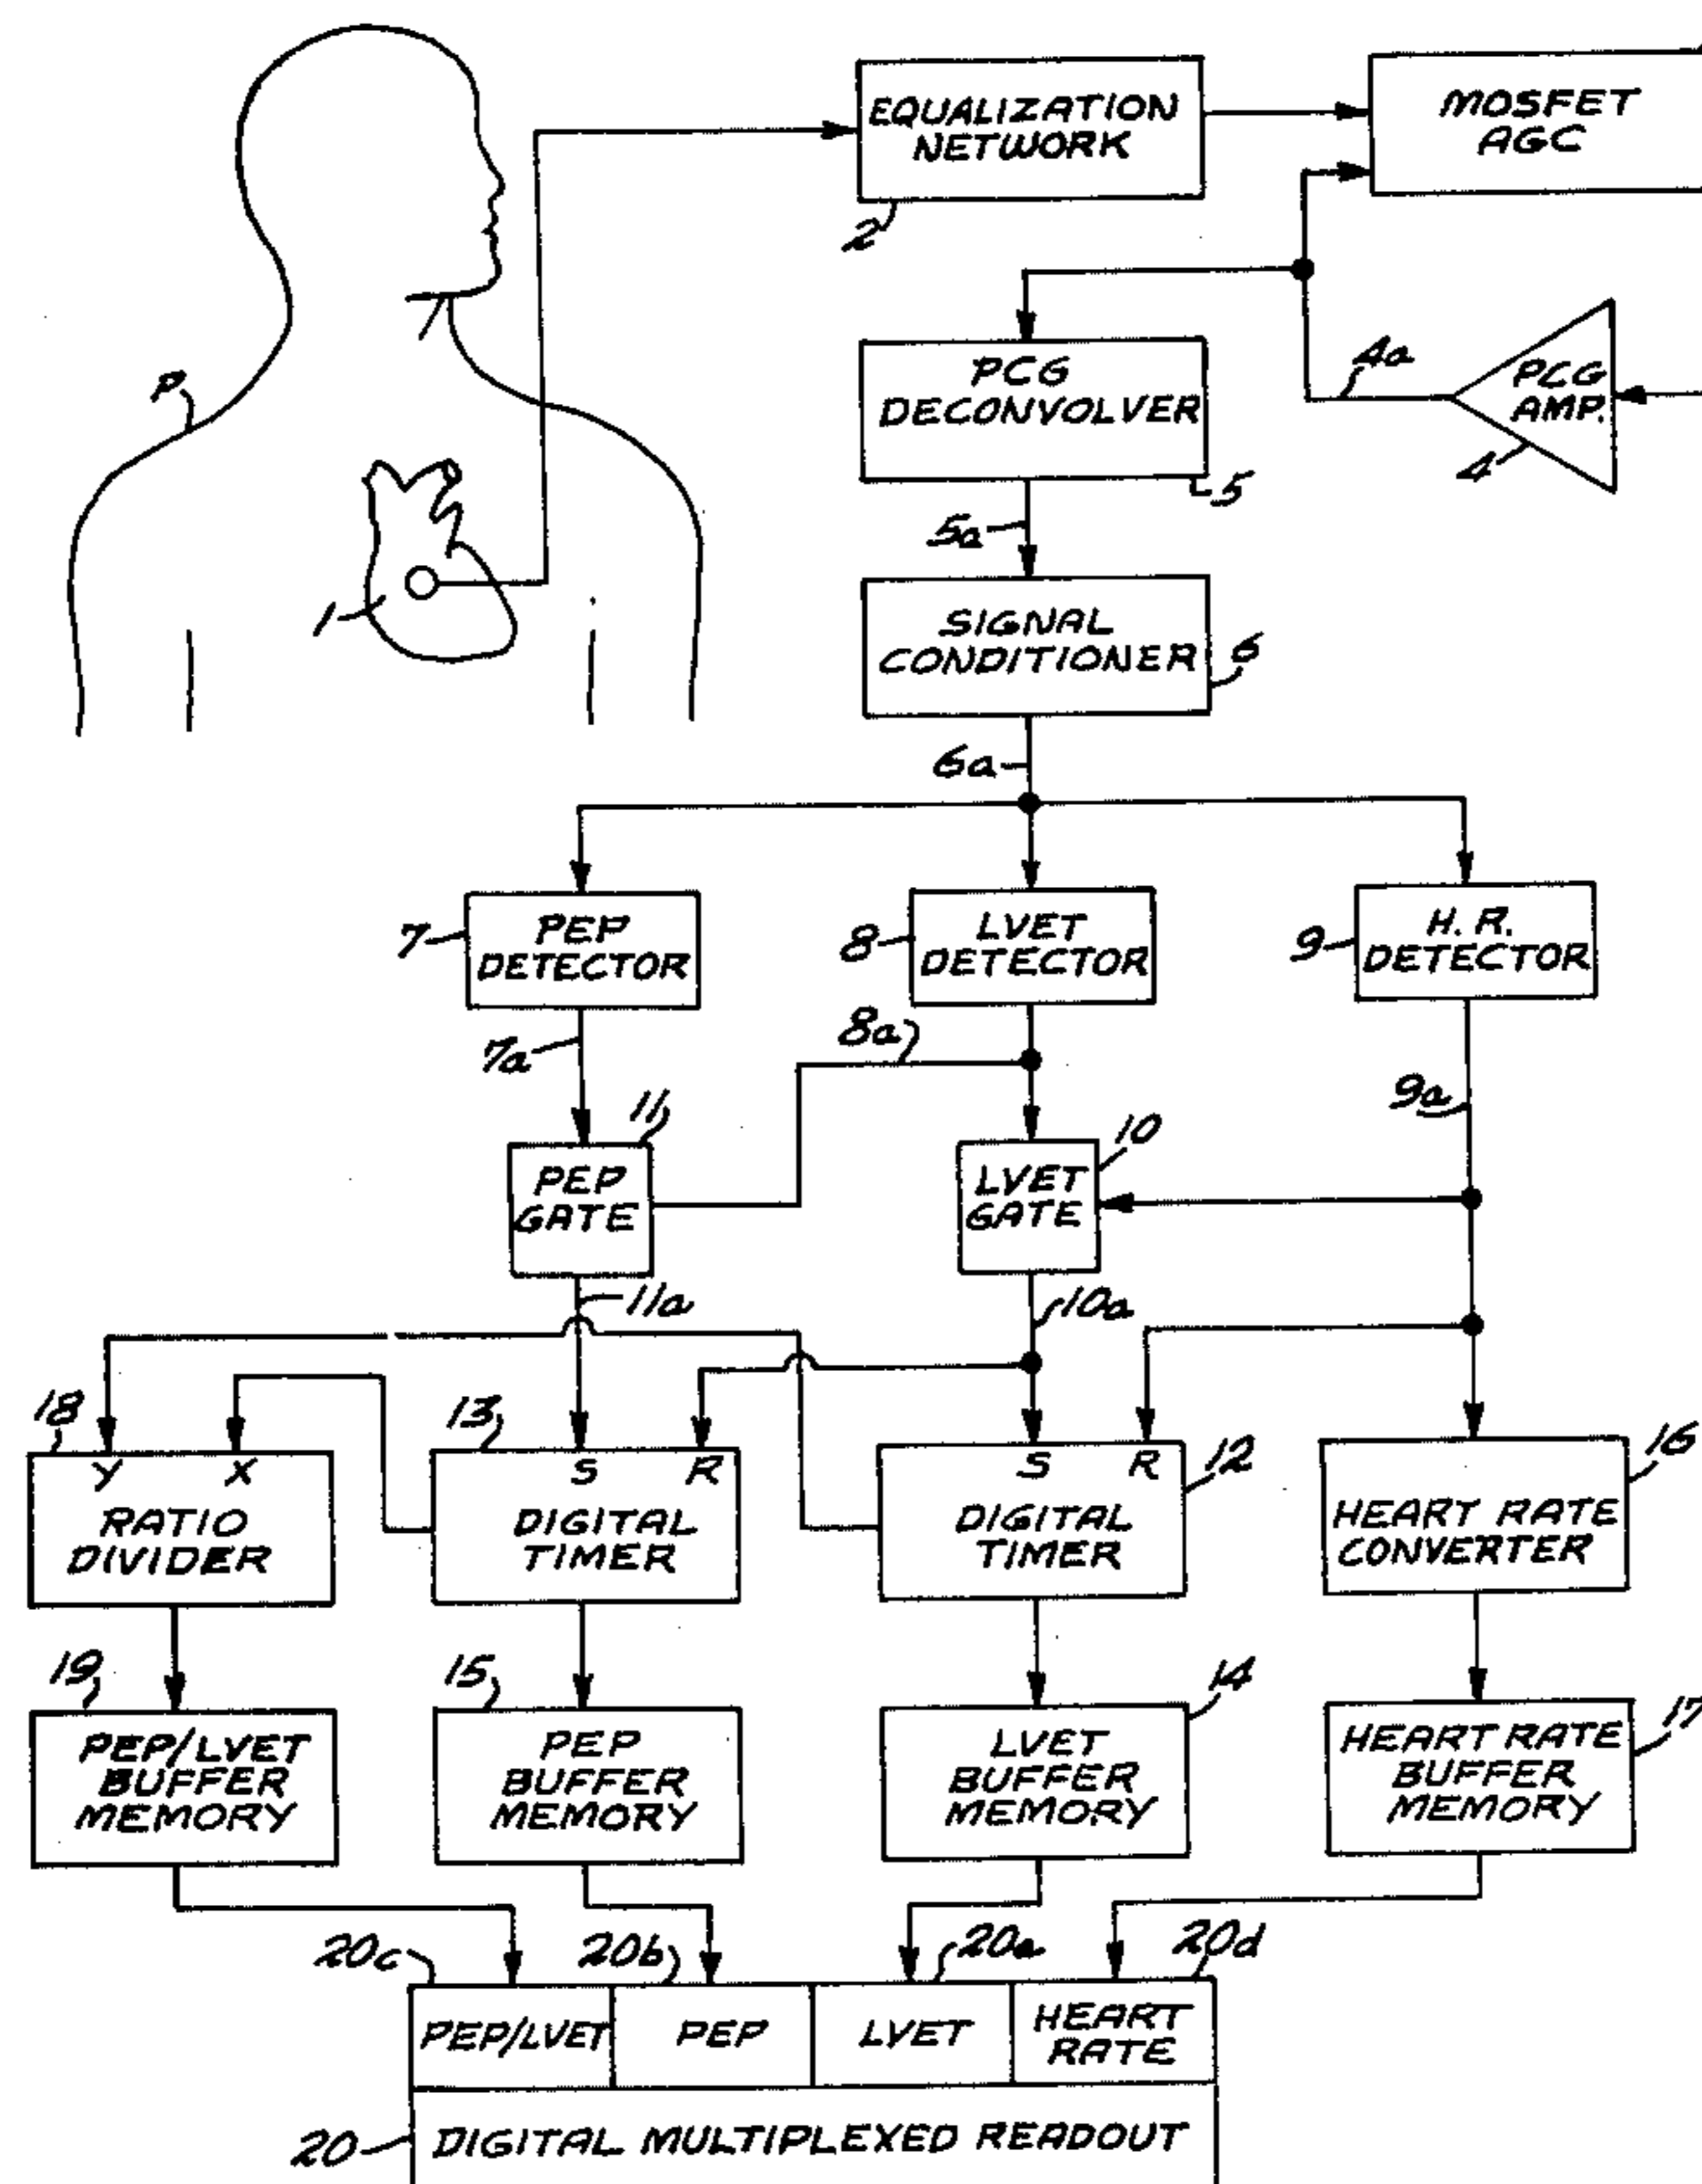 EQUALIZATION
NETWORK
2
MOSFET
AGC
P
1
PCG
DECONVOLVER
5
4a
PCG
AMP.
4
5a
SIGNAL
CONDITIONER
6
6a
7
PEP
DETECTOR
8
LVET
DETECTOR
9
H. R.
DETECTOR
7a
8a
9a
11
PEP
GATE
10
LVET
GATE
11a
10a
18
Y X
RATIO
DIVIDER
13
S R
DIGITAL
TIMER
12
S R
DIGITAL
TIMER
16
HEART RATE
CONVERTER
19
PEP/LVET
BUFFER
MEMORY
15
PEP
BUFFER
MEMORY
14
LVET
BUFFER
MEMORY
17
HEART RATE
BUFFER
MEMORY
20c
20b
20a
20d
PEP/LVET
PEP
LVET
HEART
RATE
20
DIGITAL MULTIPLEXED READOUT